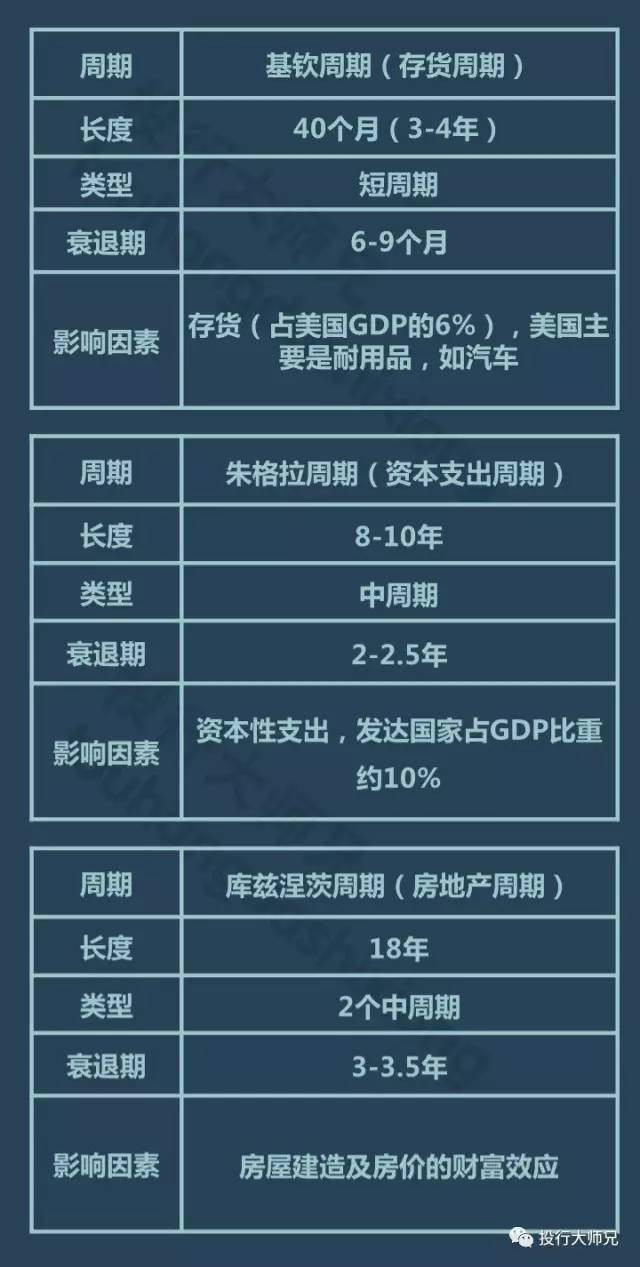 周期 基钦周期（存货周期）
长度 40个月（3-4年）
类型 短周期
衰退期 6-9个月
影响因素 存货（占美国GDP的6%），美国主
要是耐用品，如汽车
周期 朱格拉周期（资本支出周期）
长度 8-10年
类型 中周期
衰退期 2-2.5年
影响因素 资本性支出，发达国家占GDP比重
约10%
周期 库兹涅茨周期（房地产周期）
长度 18年
类型 2个中周期
衰退期 3-3.5年
影响因素 房屋建造及房价的财富效应
投行大师兄